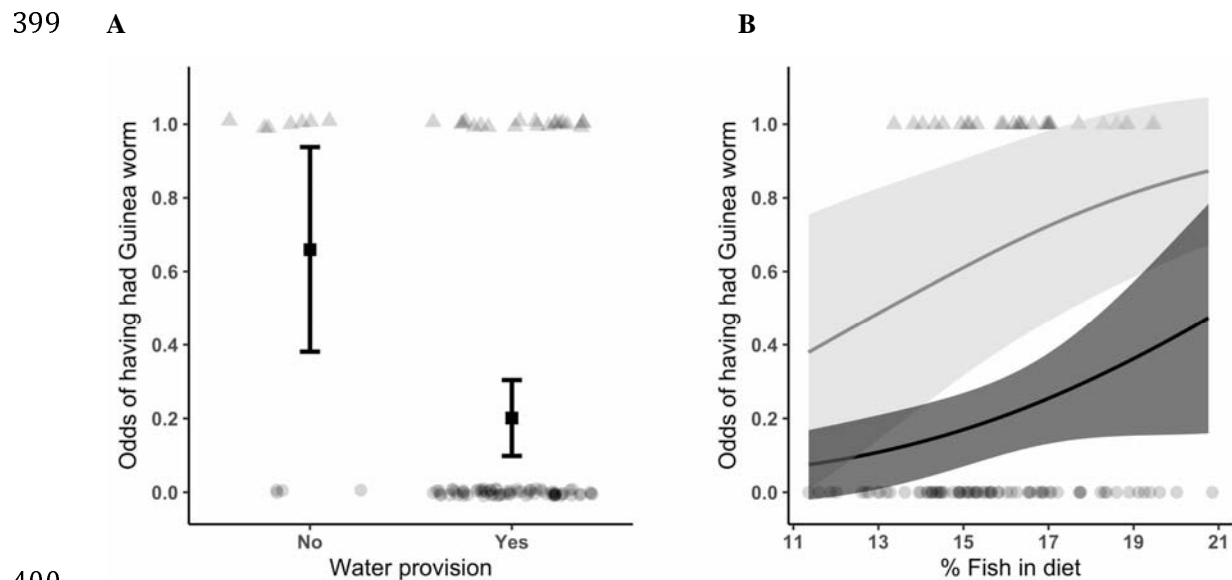 399 A B
Odds of having had Guinea worm
1.0
0.8
0.6
0.4
0.2
0.0
No Yes
Water provision
Odds of having had Guinea worm
1.0
0.8
0.6
0.4
0.2
0.0
11 13 15 17 19 21
% Fish in diet
400